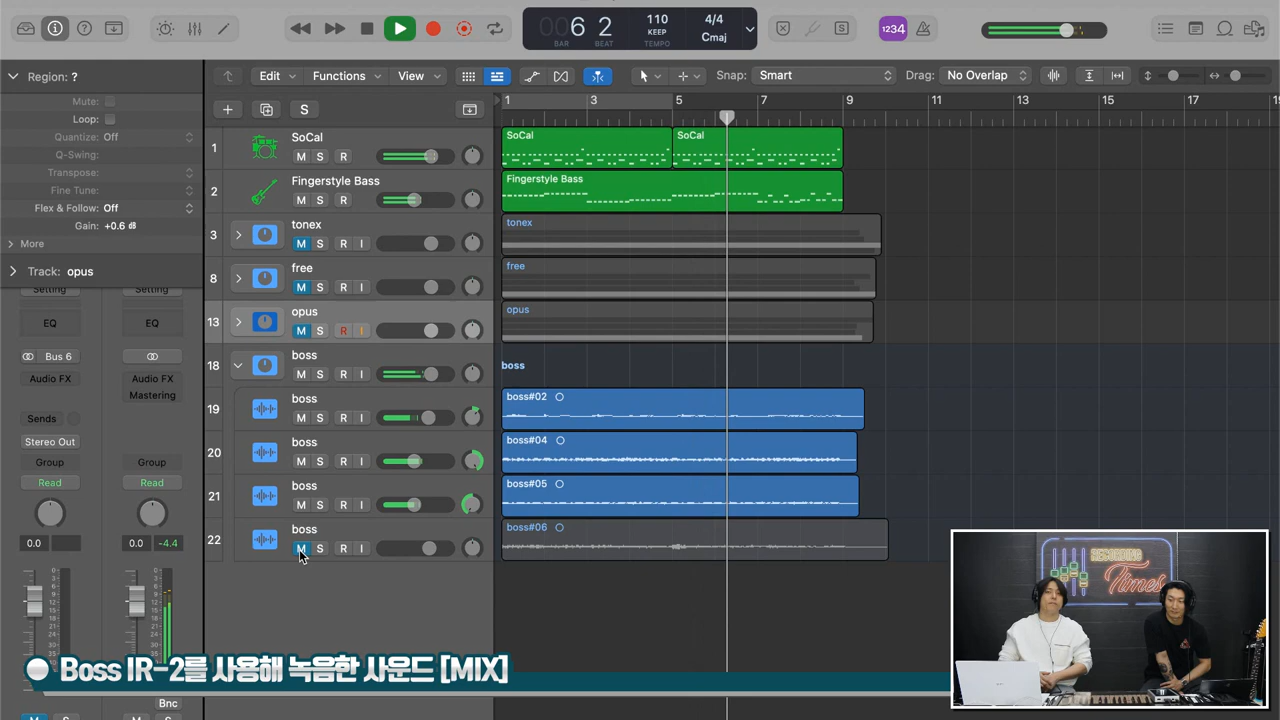 006 2
BAR BEAT
110
KEEP
TEMPO
4/4
Cmaj
1234
Region: ?
Mute:
Loop:
Quantize: Off
Q-Swing:
Transpose:
Fine Tune:
Flex & Follow: Off
Gain: +0.6 dB
More
Track: opus
Setting
Setting
EQ
EQ
Bus 6
Audio FX
Audio FX
Mastering
Sends
Stereo Out
Group
Group
Read
Read
0.0
0.0 -4.4
Bnc
M S
M
Edit Functions View
Snap: Smart
Drag: No Overlap
S
1 3 5 7 9 11 13 15 17
1 SoCal
M S R
SoCal
SoCal
2 Fingerstyle Bass
M S R
Fingerstyle Bass
3 tonex
M S R I
tonex
8 free
M S R I
free
13 opus
M S R I
opus
18 boss
M S R I
boss
19 boss
M S R I
boss#02
20 boss
M S R I
boss#04
21 boss
M S R I
boss#05
22 boss
M S R I
boss#06
RECORDING
Times
Boss IR-2를 사용해 녹음한 사운드 [MIX]